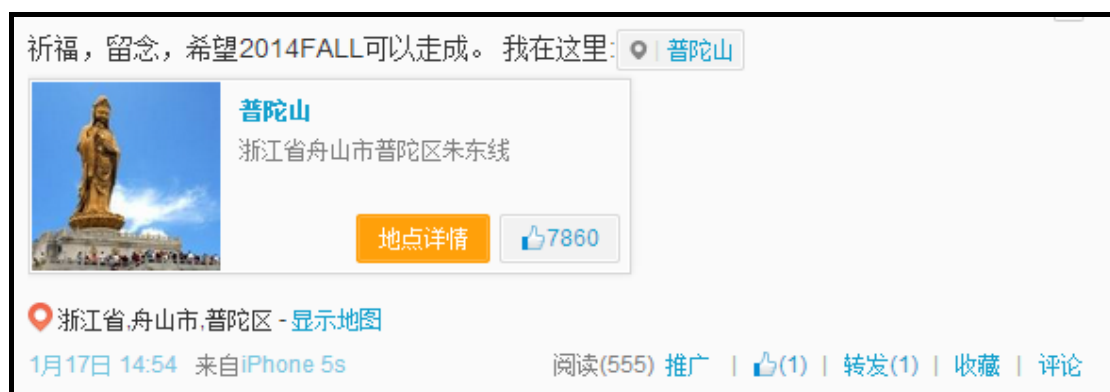 祈福，留念，希望2014FALL可以走成。 我在这里: 普陀山
普陀山
浙江省舟山市普陀区朱东线
地点详情 7860
浙江省,舟山市,普陀区 - 显示地图
1月17日 14:54 来自iPhone 5s 阅读(555) 推广 | (1) | 转发(1) | 收藏 | 评论